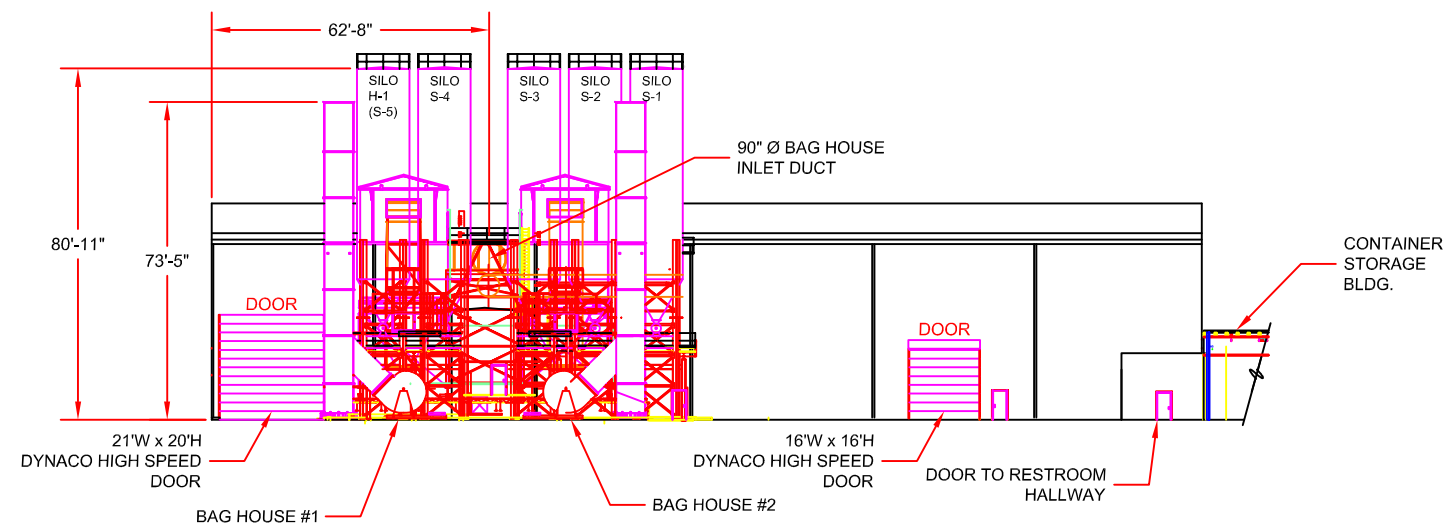 62'-8"
SILO
H-1
(S-5)
SILO
S-4
SILO
S-3
SILO
S-2
SILO
S-1
90" Ø BAG HOUSE
INLET DUCT
80'-11"
73'-5"
CONTAINER
STORAGE
BLDG.
DOOR
DOOR
21'W x 20'H
DYNACO HIGH SPEED
DOOR
16'W x 16'H
DYNACO HIGH SPEED
DOOR
DOOR TO RESTROOM
HALLWAY
BAG HOUSE #1
BAG HOUSE #2